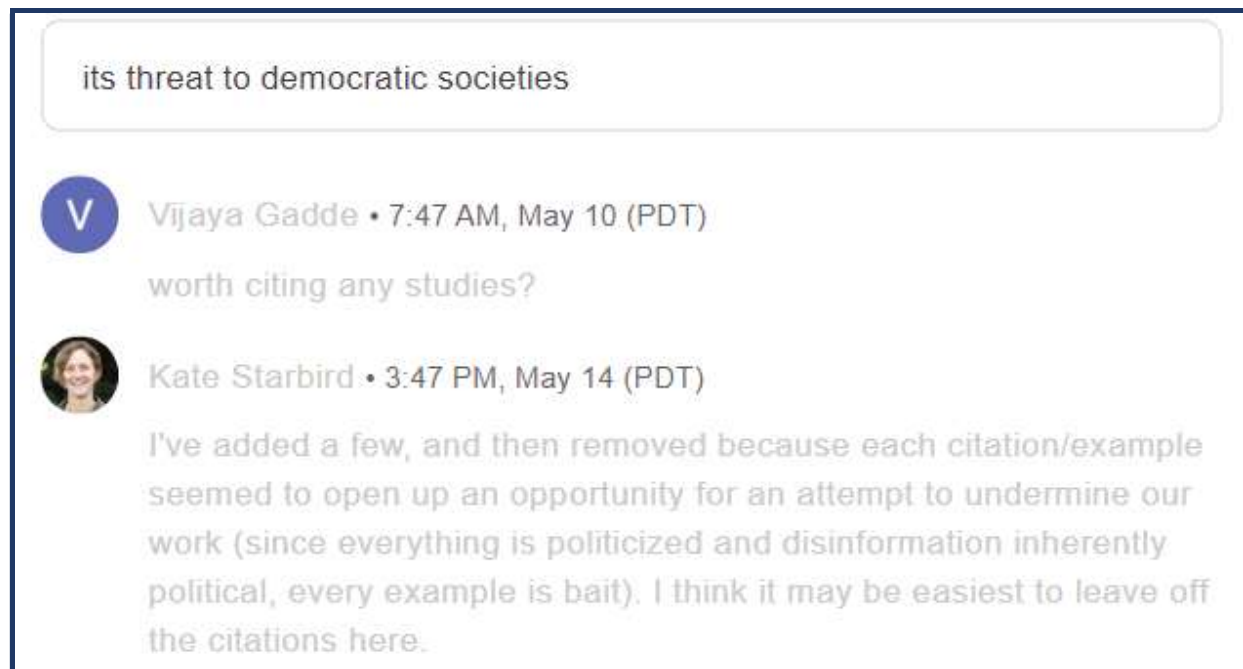 its threat to democratic societies
V
Vijaya Gadde • 7:47 AM, May 10 (PDT)
worth citing any studies?
Kate Starbird • 3:47 PM, May 14 (PDT)
I've added a few, and then removed because each citation/example
seemed to open up an opportunity for an attempt to undermine our
work (since everything is politicized and disinformation inherently
political, every example is bait). I think it may be easiest to leave off
the citations here.